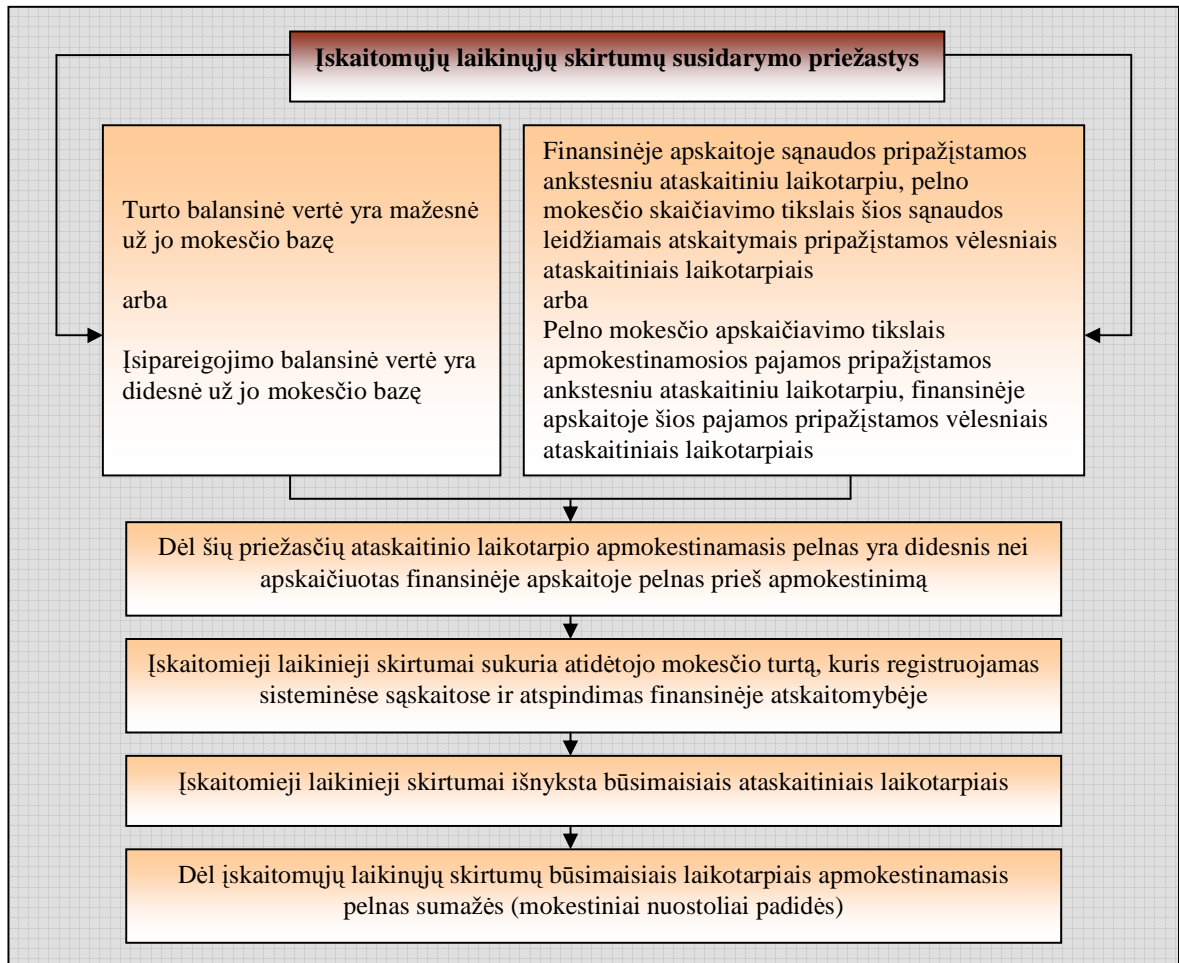 Įskaitomųjų laikinųjų skirtumų susidarymo priežastys
Turto balansinė vertė yra mažesnė
už jo mokesčio bazę
arba
Įsipareigojimo balansinė vertė yra
didesnė už jo mokesčio bazę
Finansinėje apskaitoje sąnaudos pripažįstamos
ankstesniu ataskaitiniu laikotarpiu, pelno
mokesčio skaičiavimo tikslais šios sąnaudos
leidžiamais atskaitymais pripažįstamos vėlesniais
ataskaitiniais laikotarpiais
arba
Pelno mokesčio apskaičiavimo tikslais
apmokestinamosios pajamos pripažįstamos
ankstesniu ataskaitiniu laikotarpiu, finansinėje
apskaitoje šios pajamos pripažįstamos vėlesniais
ataskaitiniais laikotarpiais
Dėl šių priežasčių ataskaitinio laikotarpio apmokestinamasis pelnas yra didesnis nei
apskaičiuotas finansinėje apskaitoje pelnas prieš apmokestinimą
Įskaitomieji laikinieji skirtumai sukuria atidėtojo mokesčio turtą, kuris registruojamas
sisteminėse sąskaitose ir atspindimas finansinėje atskaitomybėje
Įskaitomieji laikinieji skirtumai išnyksta būsimaisiais ataskaitiniais laikotarpiais
Dėl įskaitomųjų laikinųjų skirtumų būsimaisiais laikotarpiais apmokestinamasis
pelnas sumažės (mokestiniai nuostoliai padidės)